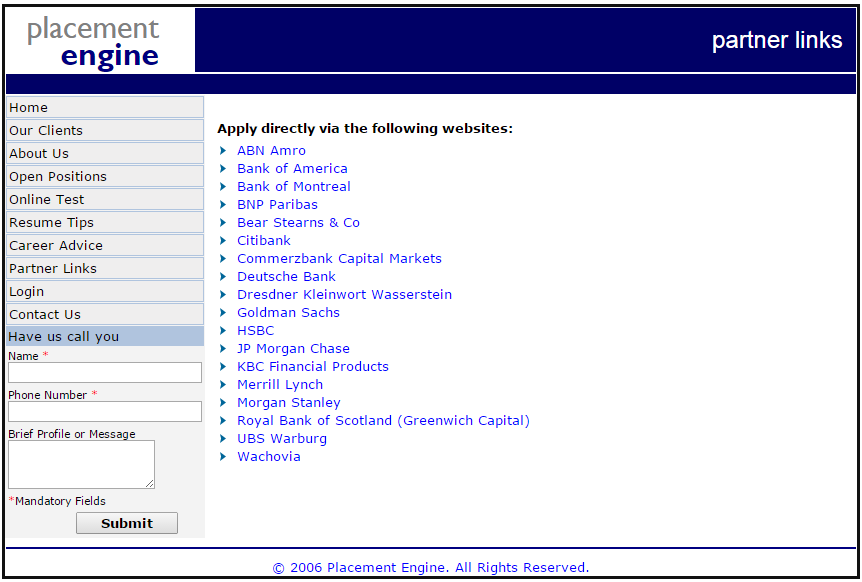 placement
engine
partner links
Home
Our Clients
About Us
Open Positions
Online Test
Resume Tips
Career Advice
Partner Links
Login
Contact Us
Have us call you
Name *
Phone Number *
Brief Profile or Message
*Mandatory Fields
Submit
Apply directly via the following websites:
ABN Amro
Bank of America
Bank of Montreal
BNP Paribas
Bear Stearns & Co
Citibank
Commerzbank Capital Markets
Deutsche Bank
Dresdner Kleinwort Wasserstein
Goldman Sachs
HSBC
JP Morgan Chase
KBC Financial Products
Merrill Lynch
Morgan Stanley
Royal Bank of Scotland (Greenwich Capital)
UBS Warburg
Wachovia
© 2006 Placement Engine. All Rights Reserved.